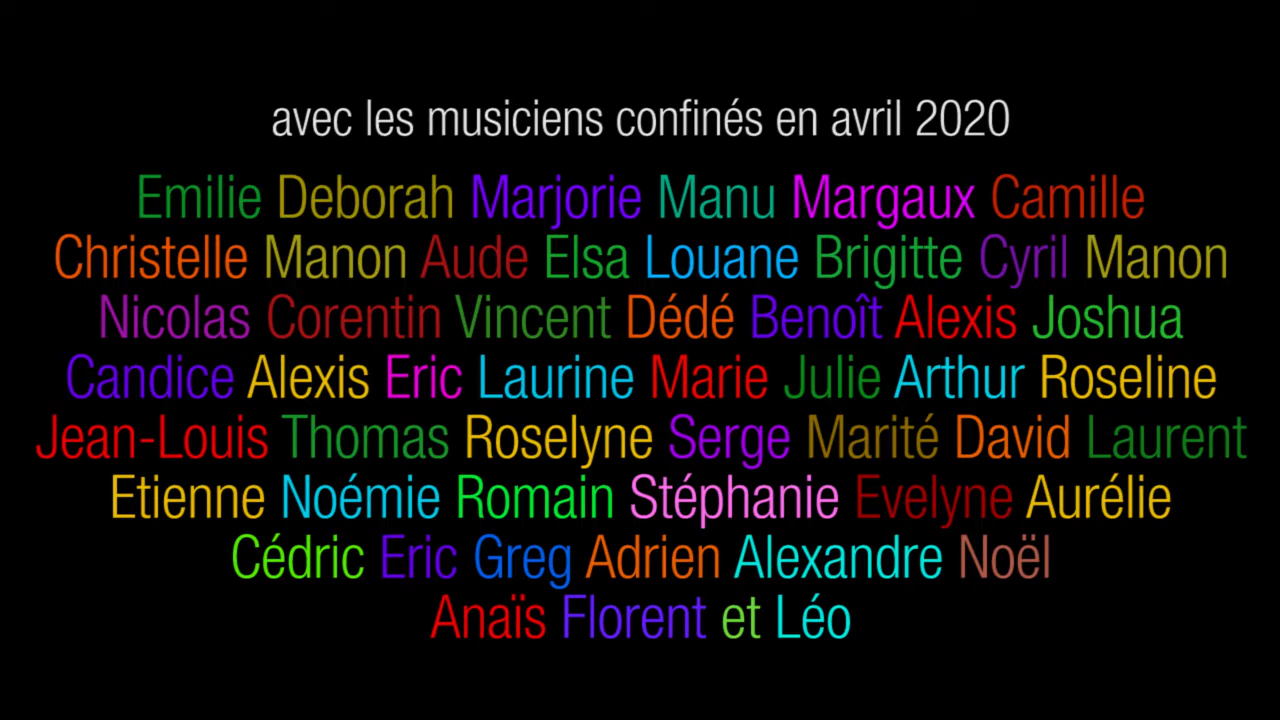 avec les musiciens confinés en avril 2020
Emilie Deborah Marjorie Manu Margaux Camille
Christelle Manon Aude Elsa Louane Brigitte Cyril Manon
Nicolas Corentin Vincent Dédé Benoît Alexis Joshua
Candice Alexis Eric Laurine Marie Julie Arthur Roseline
Jean-Louis Thomas Roselyne Serge Marité David Laurent
Etienne Noémie Romain Stéphanie Evelyne Aurélie
Cédric Eric Greg Adrien Alexandre Noël
Anaïs Florent et Léo